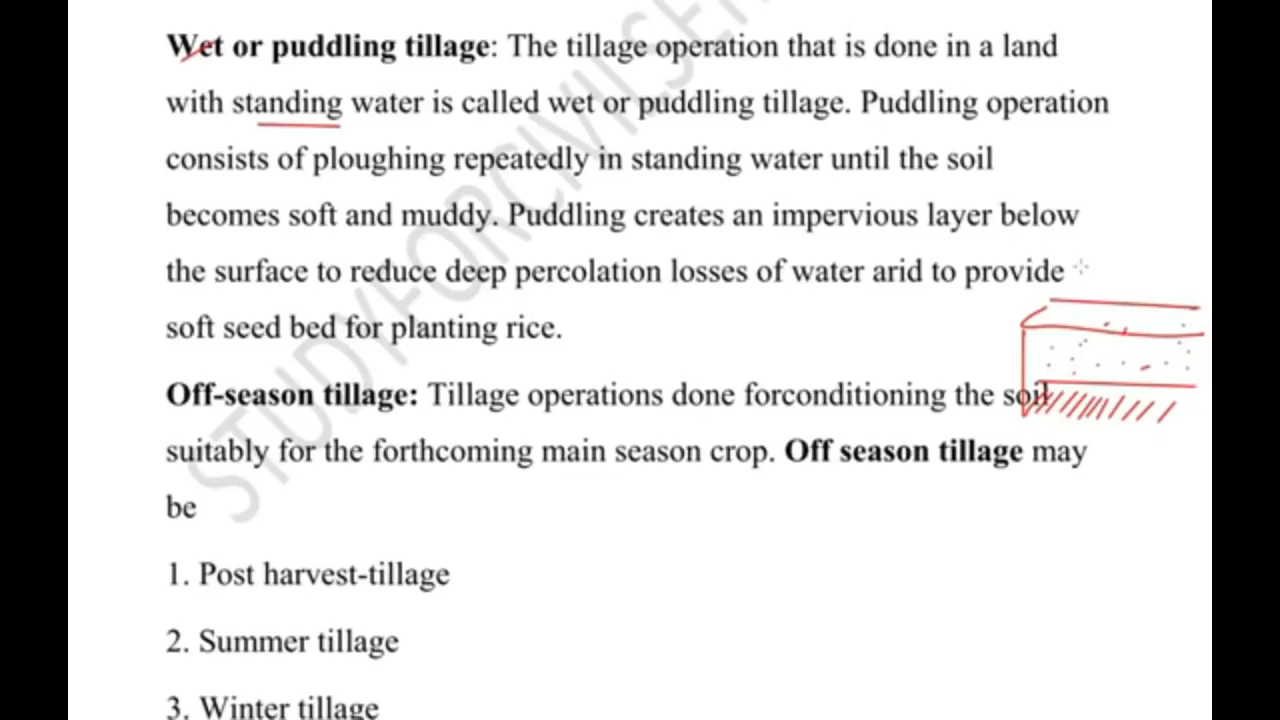 Wet or puddling tillage: The tillage operation that is done in a land
with standing water is called wet or puddling tillage. Puddling operation
consists of ploughing repeatedly in standing water until the soil
becomes soft and muddy. Puddling creates an impervious layer below
the surface to reduce deep percolation losses of water arid to provide
soft seed bed for planting rice.
Off-season tillage: Tillage operations done forconditioning the soil
suitably for the forthcoming main season crop. Off season tillage may
be
1. Post harvest-tillage
2. Summer tillage
3. Winter tillage